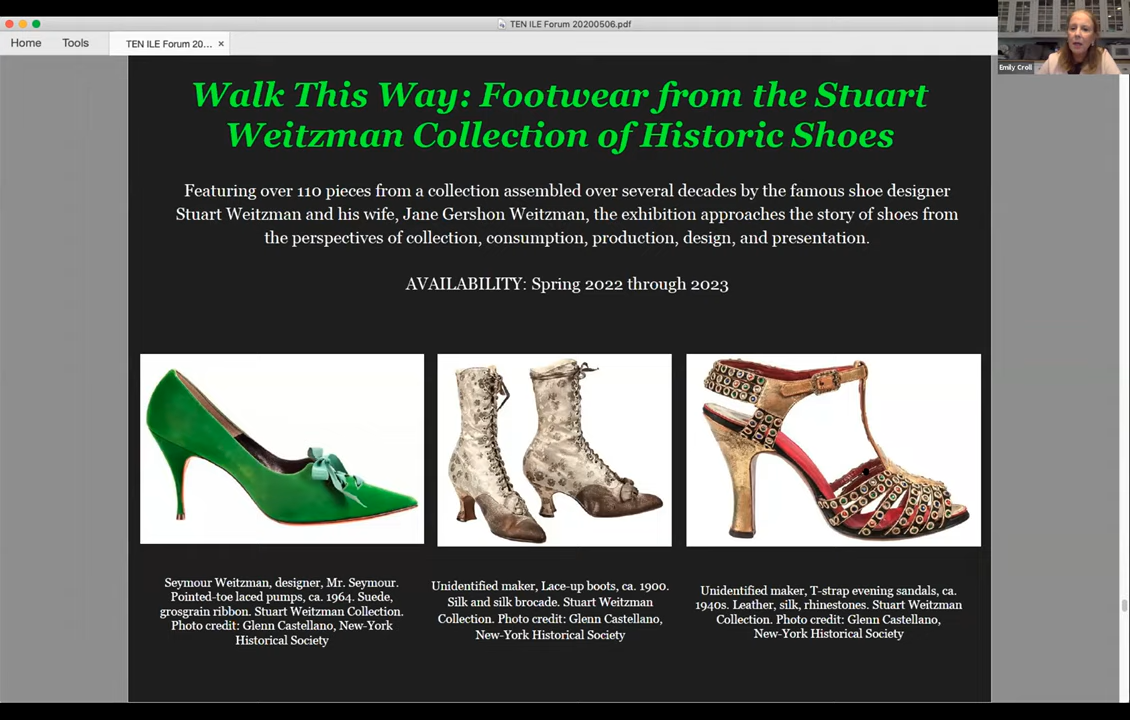 TEN ILE Forum 20200506.pdf
Home
Tools
TEN ILE Forum 20... ×
Emily Croll
Walk This Way: Footwear from the Stuart
Weitzman Collection of Historic Shoes
Featuring over 110 pieces from a collection assembled over several decades by the famous shoe designer
Stuart Weitzman and his wife, Jane Gershon Weitzman, the exhibition approaches the story of shoes from
the perspectives of collection, consumption, production, design, and presentation.
AVAILABILITY: Spring 2022 through 2023
Seymour Weitzman, designer, Mr. Seymour.
Pointed-toe laced pumps, ca. 1964. Suede,
grosgrain ribbon. Stuart Weitzman Collection.
Photo credit: Glenn Castellano, New-York
Historical Society
Unidentified maker, Lace-up boots, ca. 1900.
Silk and silk brocade. Stuart Weitzman
Collection. Photo credit: Glenn Castellano,
New-York Historical Society
Unidentified maker, T-strap evening sandals, ca.
1940s. Leather, silk, rhinestones. Stuart Weitzman
Collection. Photo credit: Glenn Castellano,
New-York Historical Society